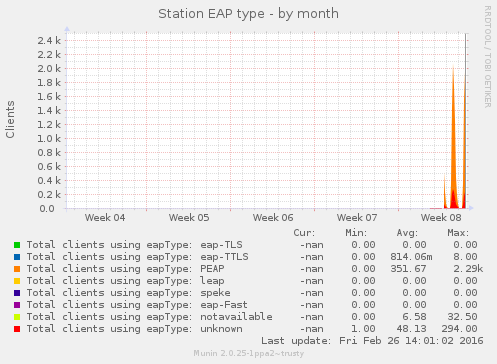 Station EAP type - by month
RRDTOOL / TOBI OETIKER
Clients
2.4 k
2.2 k
2.0 k
1.8 k
1.6 k
1.4 k
1.2 k
1.0 k
0.8 k
0.6 k
0.4 k
0.2 k
0.0
Week 04 Week 05 Week 06 Week 07 Week 08
Cur: Min: Avg: Max:
Total clients using eapType: eap-TLS -nan 0.00 0.00 0.00
Total clients using eapType: eap-TTLS -nan 0.00 814.06m 8.00
Total clients using eapType: PEAP -nan 0.00 351.67 2.29k
Total clients using eapType: leap -nan 0.00 0.00 0.00
Total clients using eapType: speke -nan 0.00 0.00 0.00
Total clients using eapType: eap-Fast -nan 0.00 0.00 0.00
Total clients using eapType: notavailable -nan 0.00 6.58 32.50
Total clients using eapType: unknown -nan 1.00 48.13 294.00
Last update: Fri Feb 26 14:01:02 2016
Munin 2.0.25-1ppa2~trusty